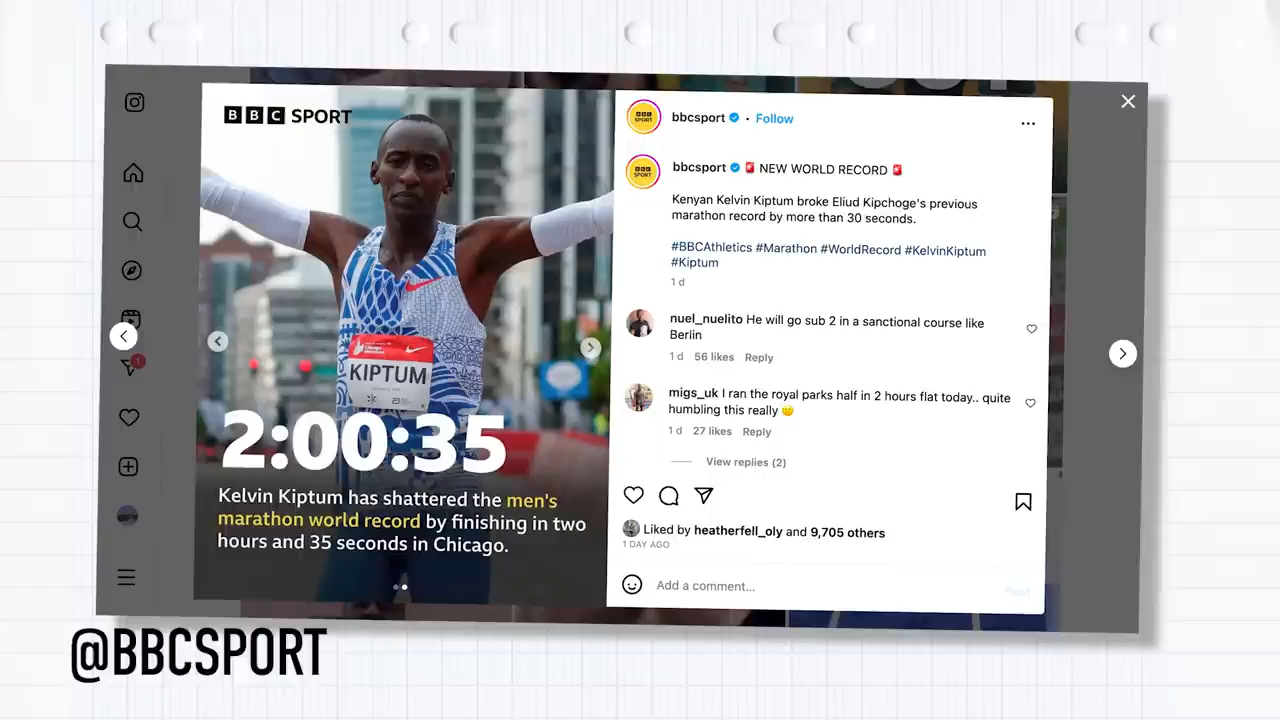 BBC SPORT
KIPTUM
2:00:35
Kelvin Kiptum has shattered the men's
marathon world record by finishing in two
hours and 35 seconds in Chicago.
bbcsport • Follow
bbcsport 🚨 NEW WORLD RECORD 🚨
Kenyan Kelvin Kiptum broke Eliud Kipchoge's previous
marathon record by more than 30 seconds.
#BBCAthletics #Marathon #WorldRecord #KelvinKiptum
#Kiptum
1 d
nuel_nuelito He will go sub 2 in a sanctional course like
Berlin
1 d 56 likes Reply
migs_uk I ran the royal parks half in 2 hours flat today.. quite
humbling this really 🫠
1 d 27 likes Reply
View replies (2)
Liked by heatherfell_oly and 9,705 others
1 DAY AGO
Add a comment...
Post
@BBCSPORT